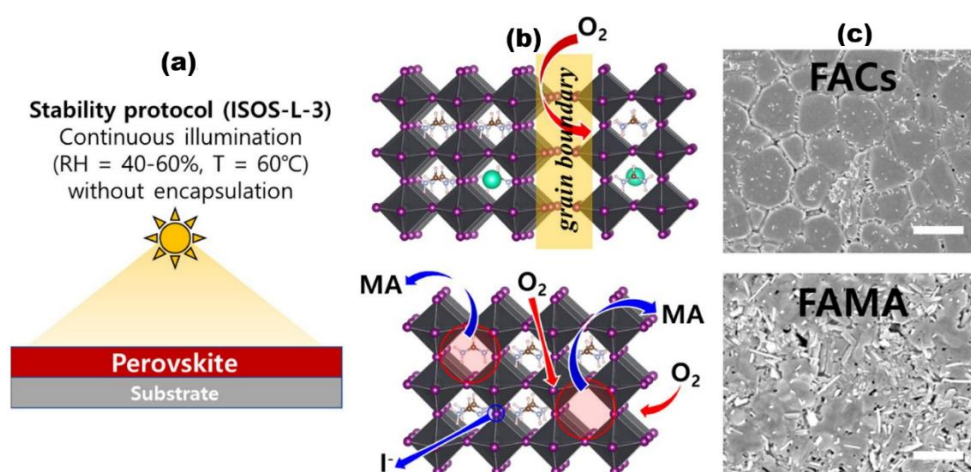 (a)
Stability protocol (ISOS-L-3)
Continuous illumination
(RH = 40-60%, T = 60℃)
without encapsulation
Perovskite
Substrate
(b)
O₂
grain boundary
MA
O₂
MA
O₂
I⁻
(c)
FACs
FAMA